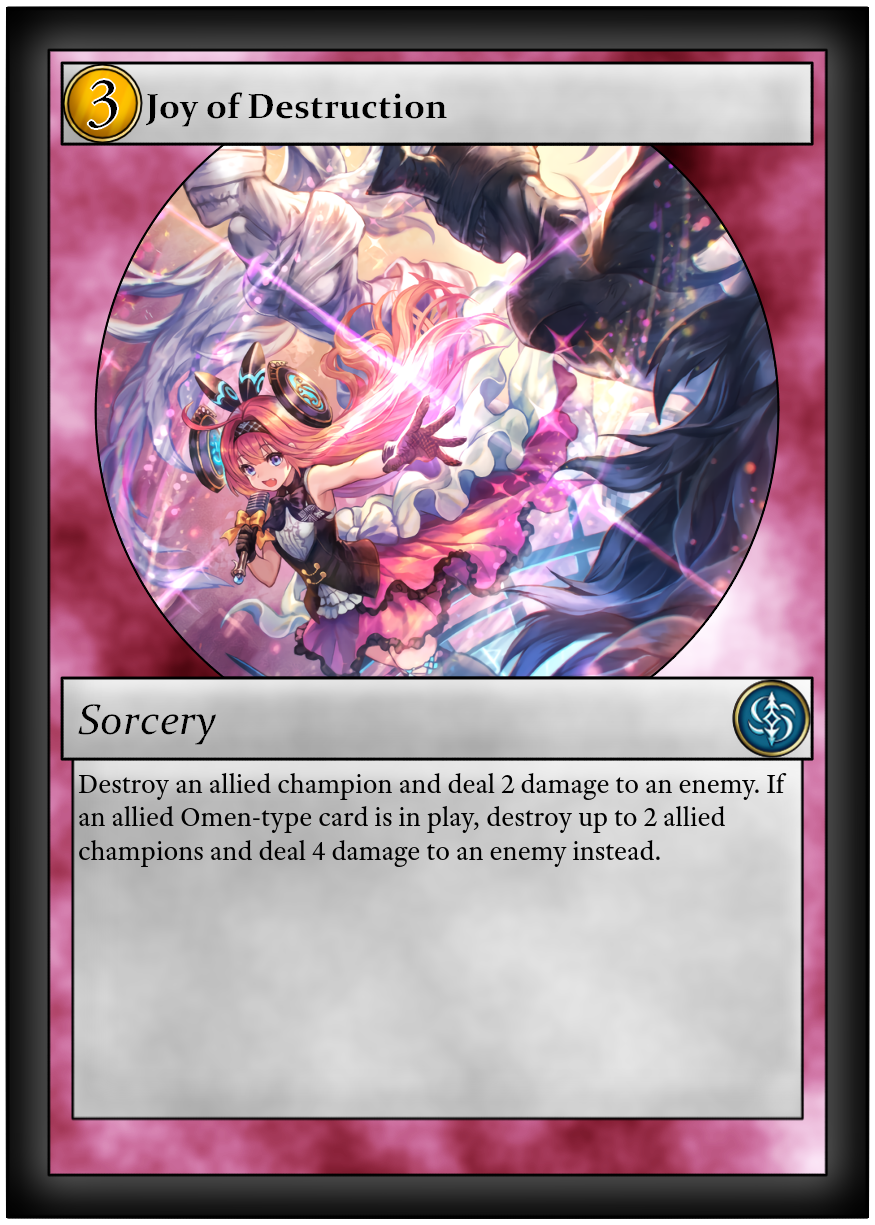 3 Joy of Destruction
Sorcery
Destroy an allied champion and deal 2 damage to an enemy. If
an allied Omen-type card is in play, destroy up to 2 allied
champions and deal 4 damage to an enemy instead.